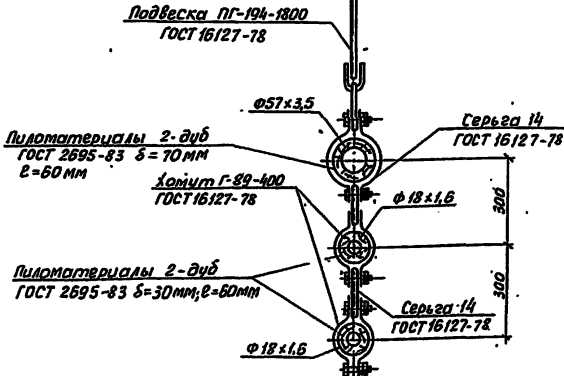 Подвеска ПГ-194-1800
ГОСТ 16127-78
Ф57×3,5
Серьга 14
ГОСТ 16127-78
Пиломатериалы 2-дуб
ГОСТ 2695-83 δ=70мм
ℓ=60мм
Хомут Г-89-400
ГОСТ 16127-78
Ф18×1,6
300
300
Пиломатериалы 2-дуб
ГОСТ 2695-83 δ=30мм; ℓ=60мм
Серьга 14
ГОСТ 16127-78
Ф18×1.6